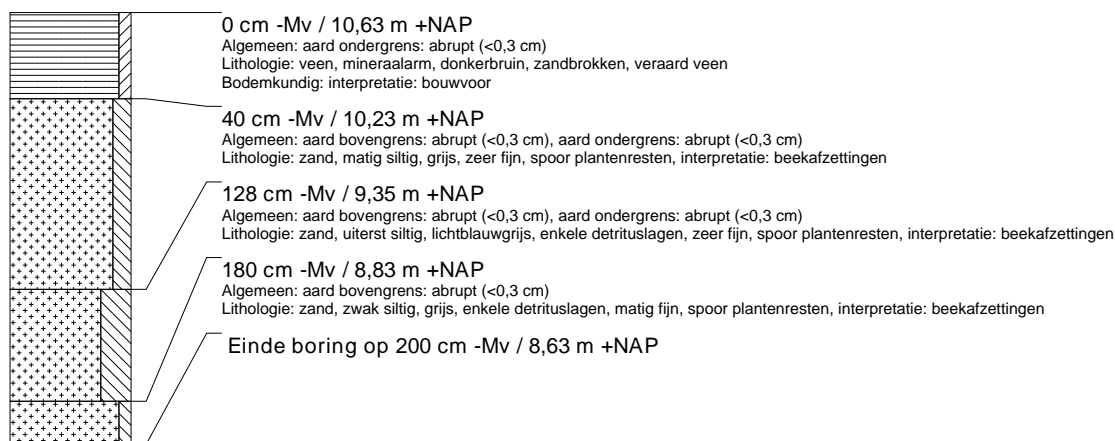 0 cm -Mv / 10,63 m +NAP
Algemeen: aard ondergrens: abrupt (<0,3 cm)
Lithologie: veen, mineraalarm, donkerbruin, zandbrokken, veraard veen
Bodemkundig: interpretatie: bouwvoor
40 cm -Mv / 10,23 m +NAP
Algemeen: aard bovengrens: abrupt (<0,3 cm), aard ondergrens: abrupt (<0,3 cm)
Lithologie: zand, matig siltig, grijs, zeer fijn, spoor plantenresten, interpretatie: beekafzettingen
128 cm -Mv / 9,35 m +NAP
Algemeen: aard bovengrens: abrupt (<0,3 cm), aard ondergrens: abrupt (<0,3 cm)
Lithologie: zand, uiterst siltig, lichtblauwgrijs, enkele detrituslagen, zeer fijn, spoor plantenresten, interpretatie: beekafzettingen
180 cm -Mv / 8,83 m +NAP
Algemeen: aard bovengrens: abrupt (<0,3 cm)
Lithologie: zand, zwak siltig, grijs, enkele detrituslagen, matig fijn, spoor plantenresten, interpretatie: beekafzettingen
Einde boring op 200 cm -Mv / 8,63 m +NAP